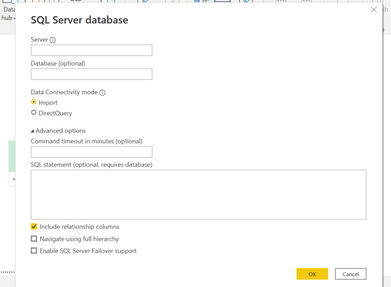 Data
hub
SQL Server database
Server
Database (optional)
Data Connectivity mode
Import
DirectQuery
Advanced options
Command timeout in minutes (optional)
SQL statement (optional, requires database)
Include relationship columns
Navigate using full hierarchy
Enable SQL Server Failover support
OK
Cancel